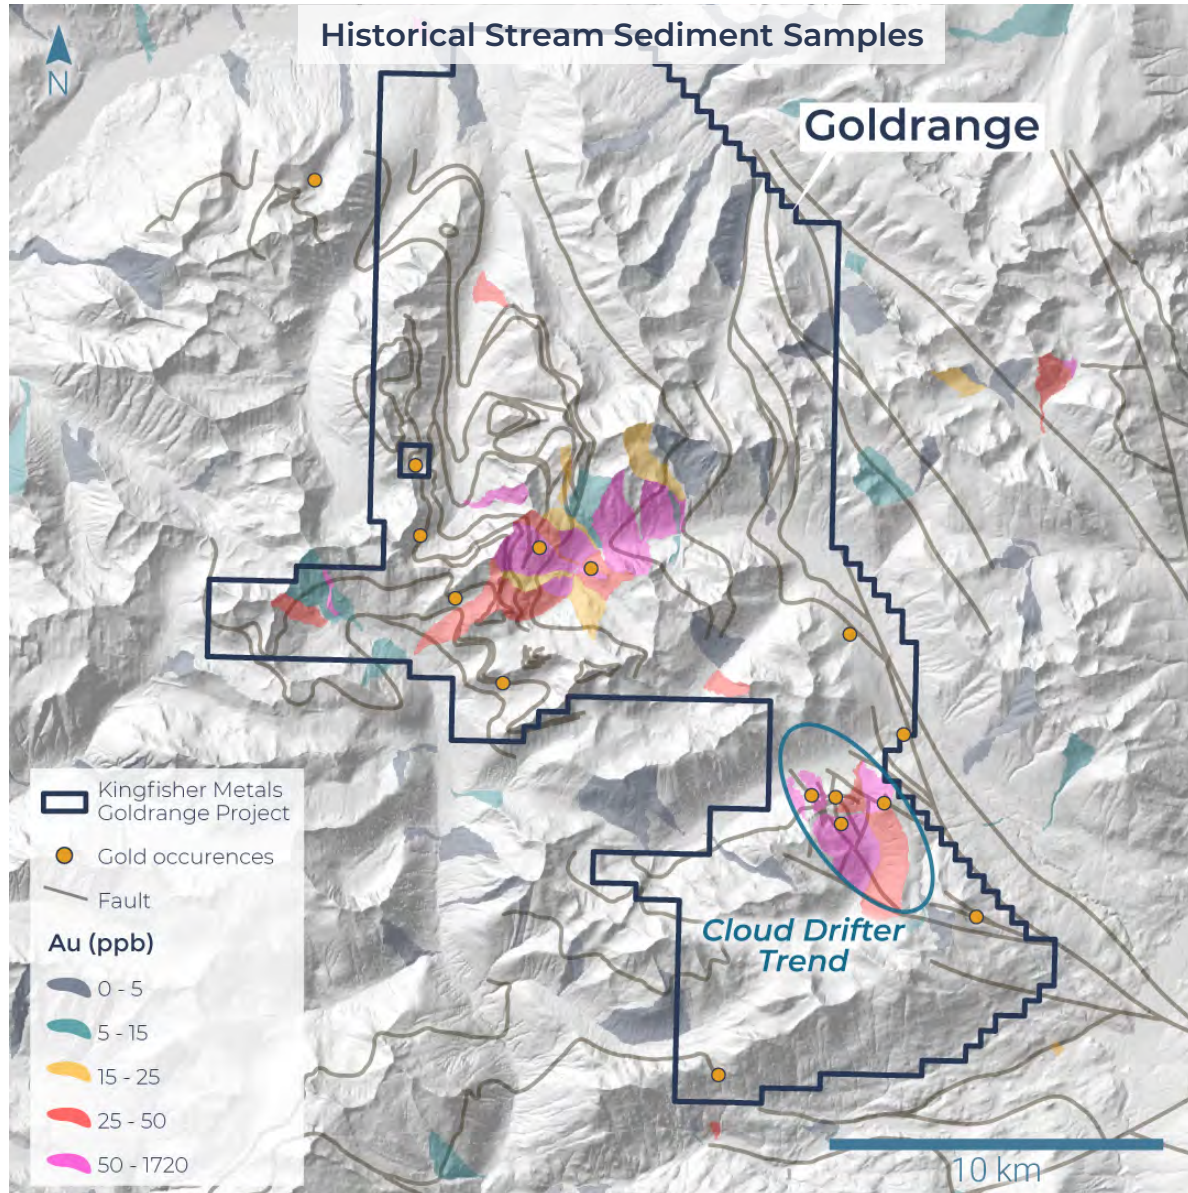 Historical Stream Sediment Samples
N
Goldrange
Kingfisher Metals
Goldrange Project
Gold occurences
Fault
Au (ppb)
0 - 5
5 - 15
15 - 25
25 - 50
50 - 1720
Cloud Drifter
Trend
10 km